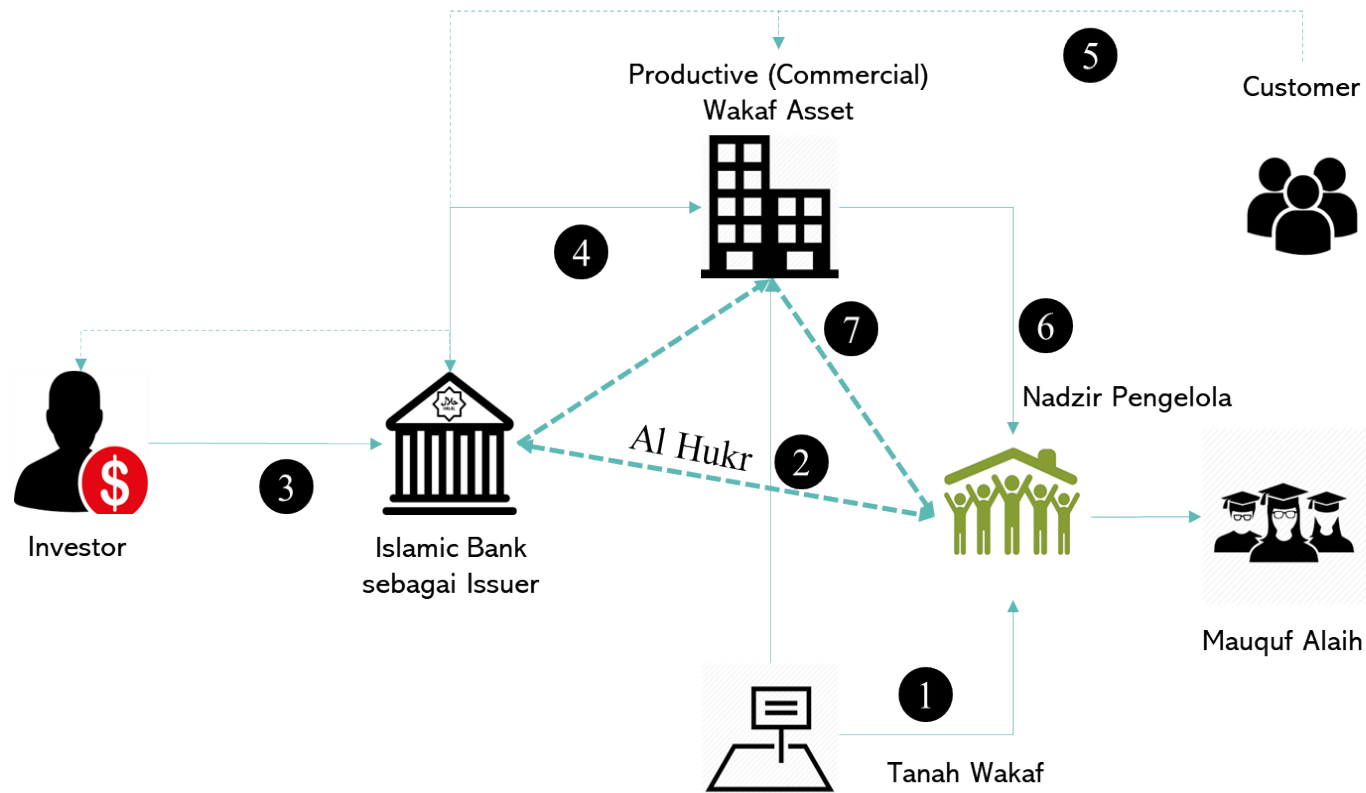 5
Productive (Commercial)
Wakaf Asset
Customer
4
7
6
Nadzir Pengelola
Al Hukr
2
3
$
Investor
Islamic Bank
sebagai Issuer
Mauquf Alaih
1
Tanah Wakaf